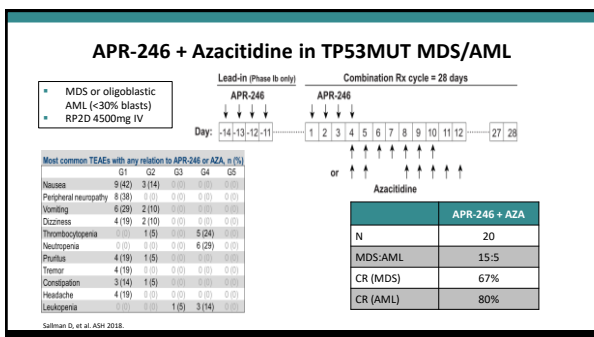 APR-246 + Azacitidine in TP53MUT MDS/AML
▪ MDS or oligoblastic
AML (<30% blasts)
▪ RP2D 4500mg IV
Lead-in (Phase Ib only) Combination Rx cycle = 28 days
APR-246 APR-246
Day: -14 -13 -12 -11 1 2 3 4 5 6 7 8 9 10 11 12 27 28
or
Azacitidine
Most common TEAEs with any relation to APR-246 or AZA, n (%)
G1 G2 G3 G4 G5
Nausea 9 (42) 3 (14) 0 (0) 0 (0) 0 (0)
Peripheral neuropathy 8 (38) 0 (0) 0 (0) 0 (0) 0 (0)
Vomiting 6 (29) 2 (10) 0 (0) 0 (0) 0 (0)
Dizziness 4 (19) 2 (10) 0 (0) 0 (0) 0 (0)
Thrombocytopenia 0 (0) 1 (5) 0 (0) 5 (24) 0 (0)
Neutropenia 0 (0) 0 (0) 0 (0) 6 (29) 0 (0)
Pruritus 4 (19) 1 (5) 0 (0) 0 (0) 0 (0)
Tremor 4 (19) 0 (0) 0 (0) 0 (0) 0 (0)
Constipation 3 (14) 1 (5) 0 (0) 0 (0) 0 (0)
Headache 4 (19) 0 (0) 0 (0) 0 (0) 0 (0)
Leukopenia 0 (0) 0 (0) 1 (5) 3 (14) 0 (0)
APR-246 + AZA
N 20
MDS:AML 15:5
CR (MDS) 67%
CR (AML) 80%
Sallman D, et al. ASH 2018.